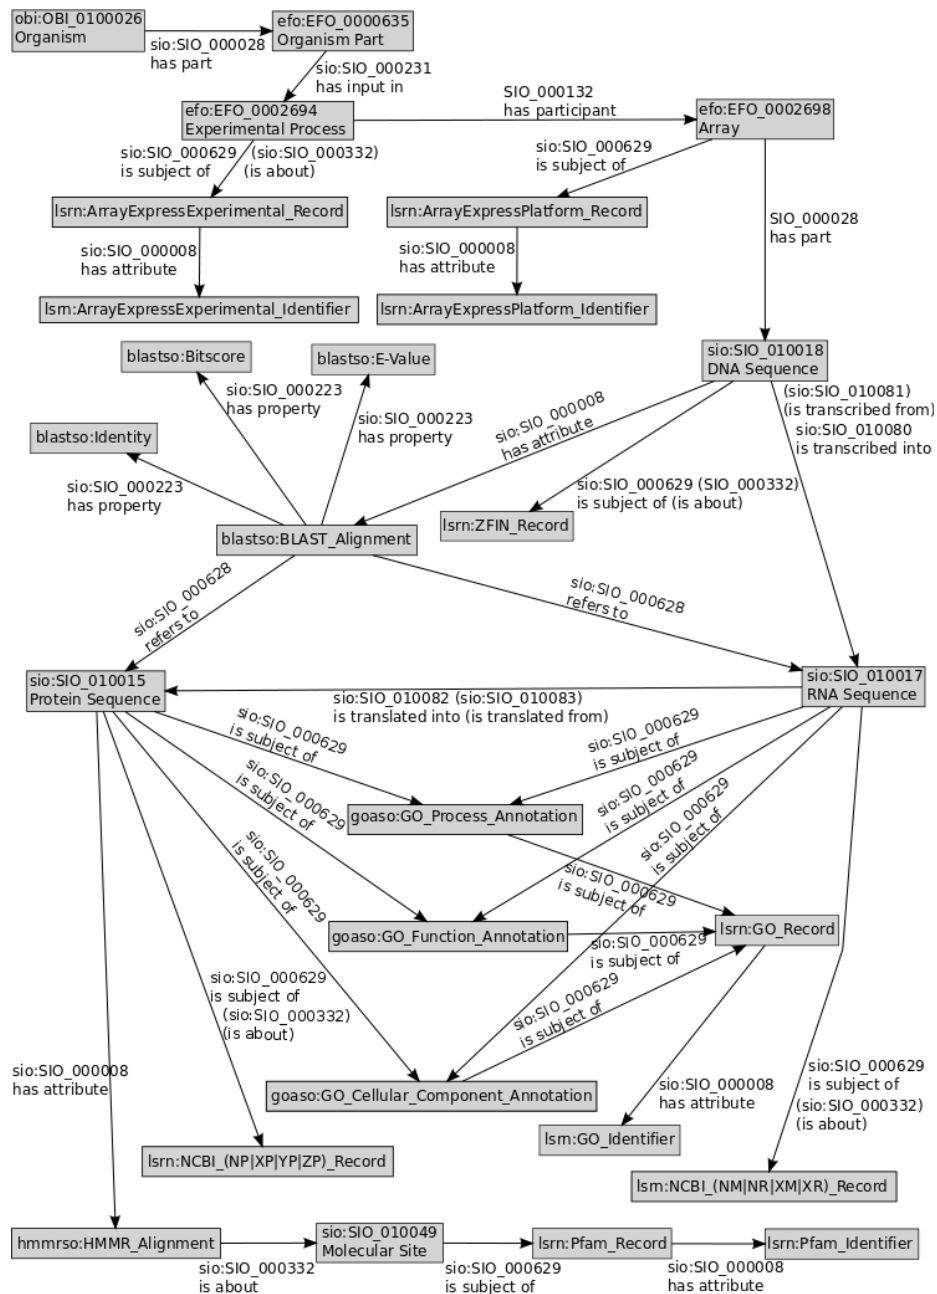 obi:OBI_0100026
Organism
efo:EFO_0000635
Organism Part
sio:SIO_000028
has part
sio:SIO_000231
has input in
efo:EFO_0002694
Experimental Process
SIO_000132
has participant
efo:EFO_0002698
Array
sio:SIO_000629
is subject of
(sio:SIO_000332)
(is about)
sio:SIO_000629
is subject of
lsrn:ArrayExpressExperimental_Record
lsrn:ArrayExpressPlatform_Record
SIO_000028
has part
sio:SIO_000008
has attribute
sio:SIO_000008
has attribute
lsrn:ArrayExpressExperimental_Identifier
lsrn:ArrayExpressPlatform_Identifier
blastso:Bitscore
blastso:E-Value
sio:SIO_010018
DNA Sequence
sio:SIO_000223
has property
sio:SIO_000223
has property
sio:SIO_000008
has attribute
(sio:SIO_010081)
(is transcribed from)
sio:SIO_010080
is transcribed into
blastso:Identity
sio:SIO_000223
has property
sio:SIO_000629 (SIO_000332)
is subject of (is about)
lsrn:ZFIN_Record
blastso:BLAST_Alignment
sio:SIO_000628
refers to
sio;SIO_000628
refers to
sio:SIO_010015
Protein Sequence
sio:SIO_010017
RNA Sequence
sio:SIO_010082 (sio:SIO_010083)
is translated into (is translated from)
sio:SIO_000629
is subject of
sio:SIO_000629
is subject of
sio:SIO_000629
is subject of
sio:SIO_000629
is subject of
goaso:GO_Process_Annotation
sio:SIO_000629
is subject of
sio:SIO_000629
is subject of
sio:SIO_000629
is subject of
goaso:GO_Function_Annotation
lsrn:GO_Record
sio:SIO_000629
is subject of
sio:SIO_000629
is subject of
sio:SIO_000629
is subject of
(sio:SIO_000332)
(is about)
sio:SIO_000008
has attribute
goaso:GO_Cellular_Component_Annotation
sio:SIO_000008
has attribute
sio:SIO_000629
is subject of
(sio:SIO_000332)
(is about)
lsrn:GO_Identifier
lsrn:NCBI_(NP|XP|YP|ZP)_Record
lsrn:NCBI_(NM|NR|XM|XR)_Record
hmmrso:HMMR_Alignment
sio:SIO_010049
Molecular Site
lsrn:Pfam_Record
lsrn:Pfam_Identifier
sio:SIO_000332
is about
sio:SIO_000629
is subject of
sio:SIO_000008
has attribute